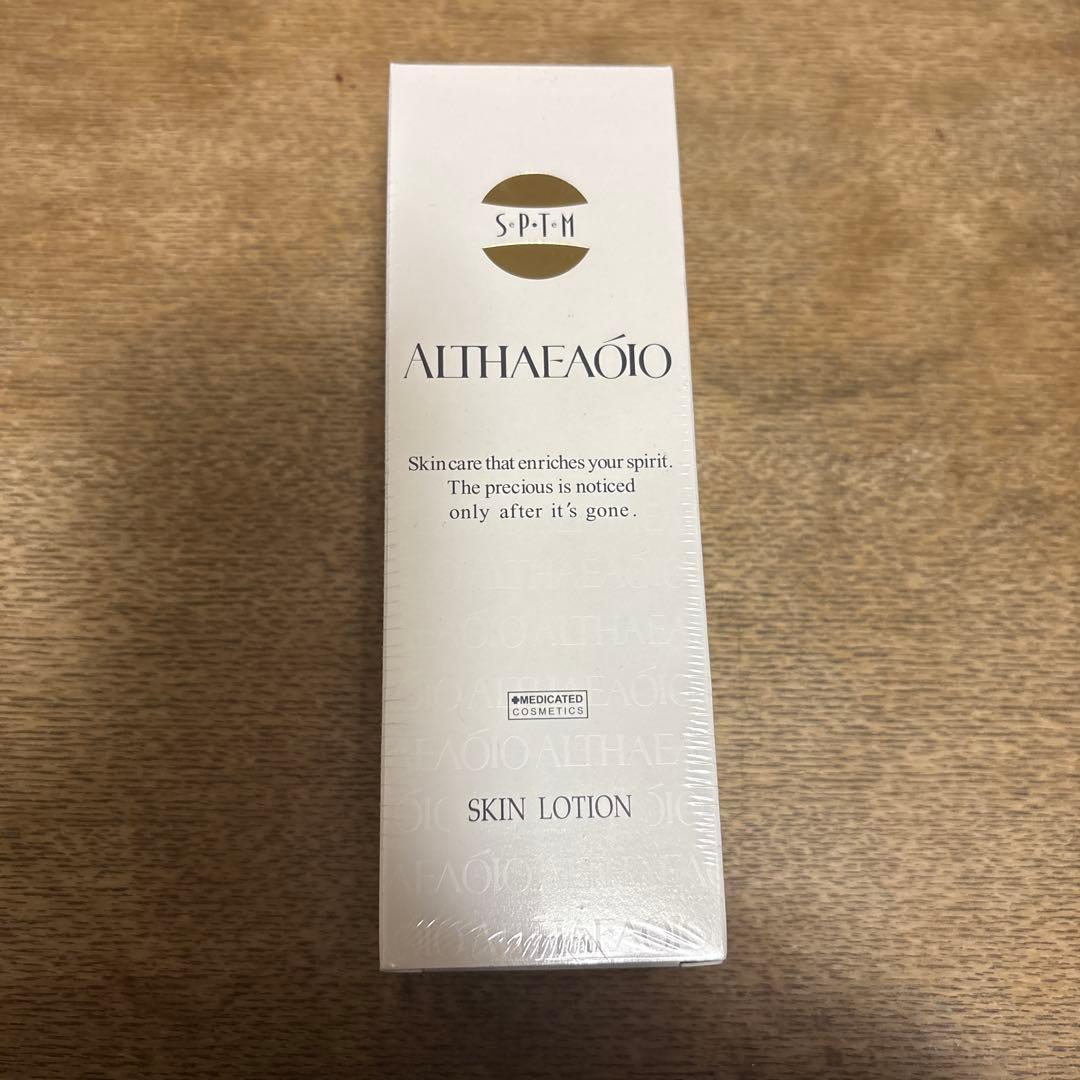 SePTeM
ALTHAEAÓIO
Skin care that enriches your spirit.
The precious is noticed
only after it's gone.
MEDICATED
COSMETICS
SKIN LOTION